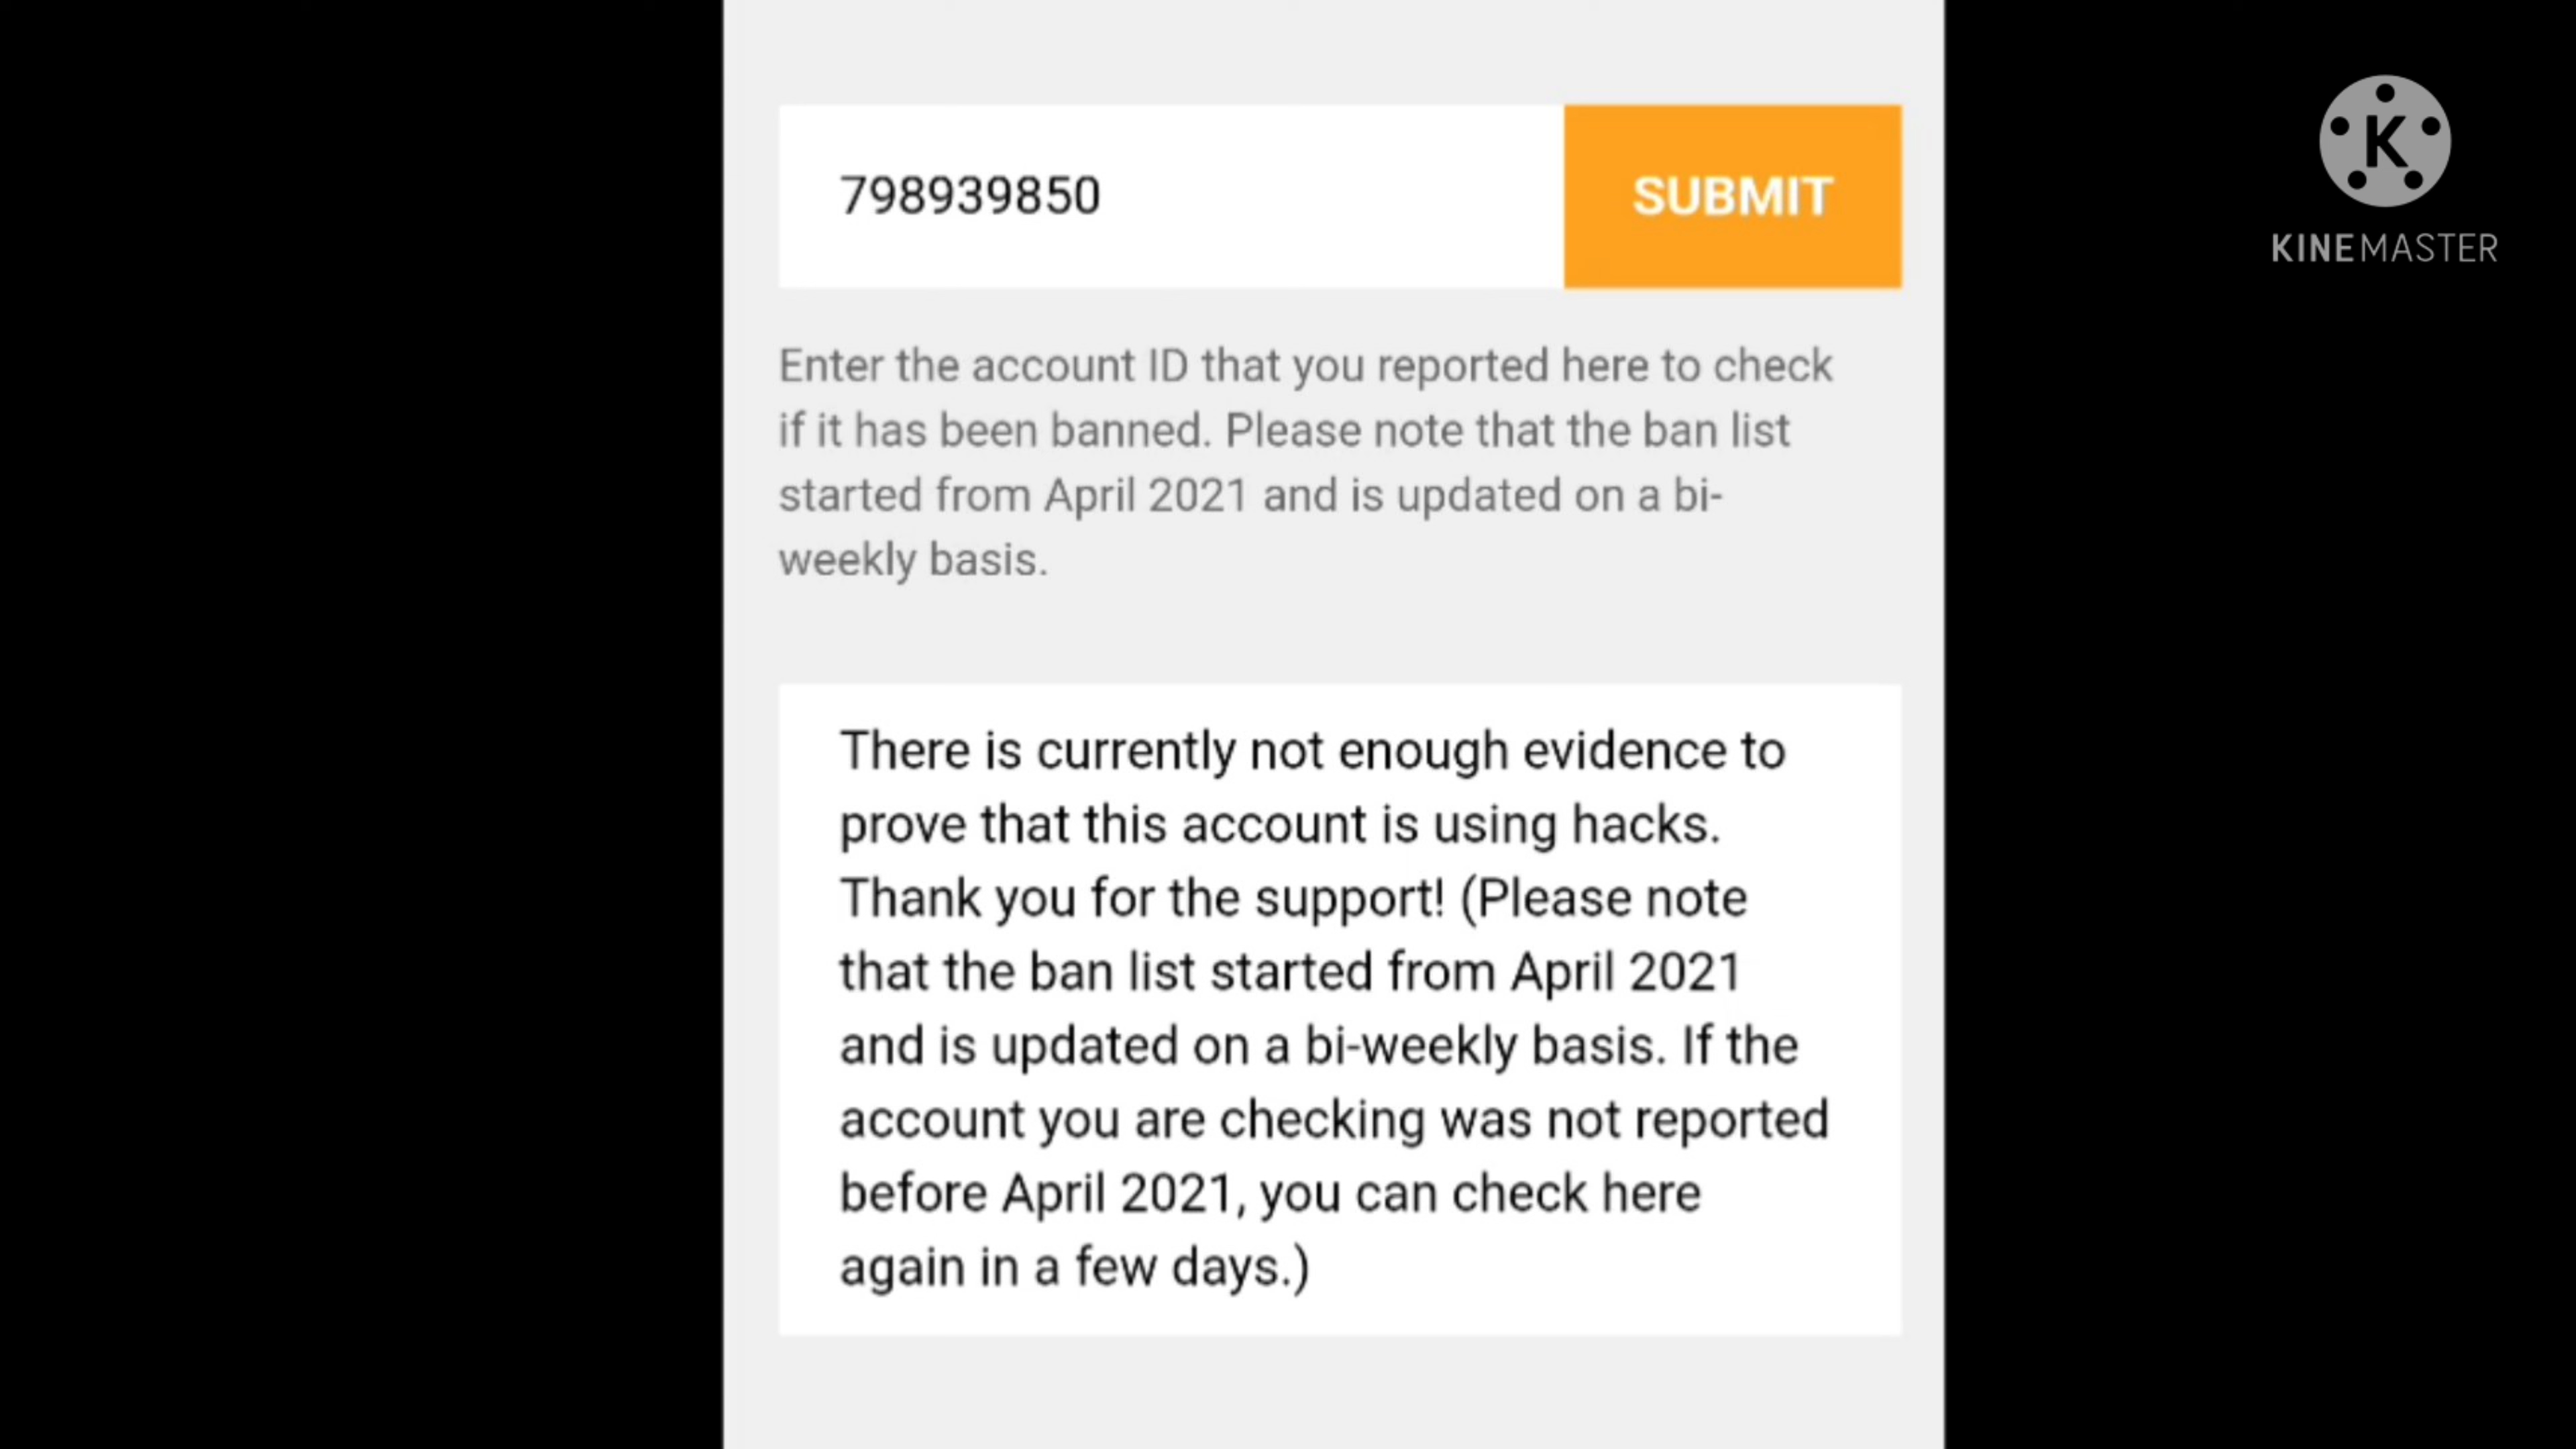 798939850
SUBMIT
K
KINEMASTER
Enter the account ID that you reported here to check
if it has been banned. Please note that the ban list
started from April 2021 and is updated on a bi-
weekly basis.
There is currently not enough evidence to
prove that this account is using hacks.
Thank you for the support! (Please note
that the ban list started from April 2021
and is updated on a bi-weekly basis. If the
account you are checking was not reported
before April 2021, you can check here
again in a few days.)